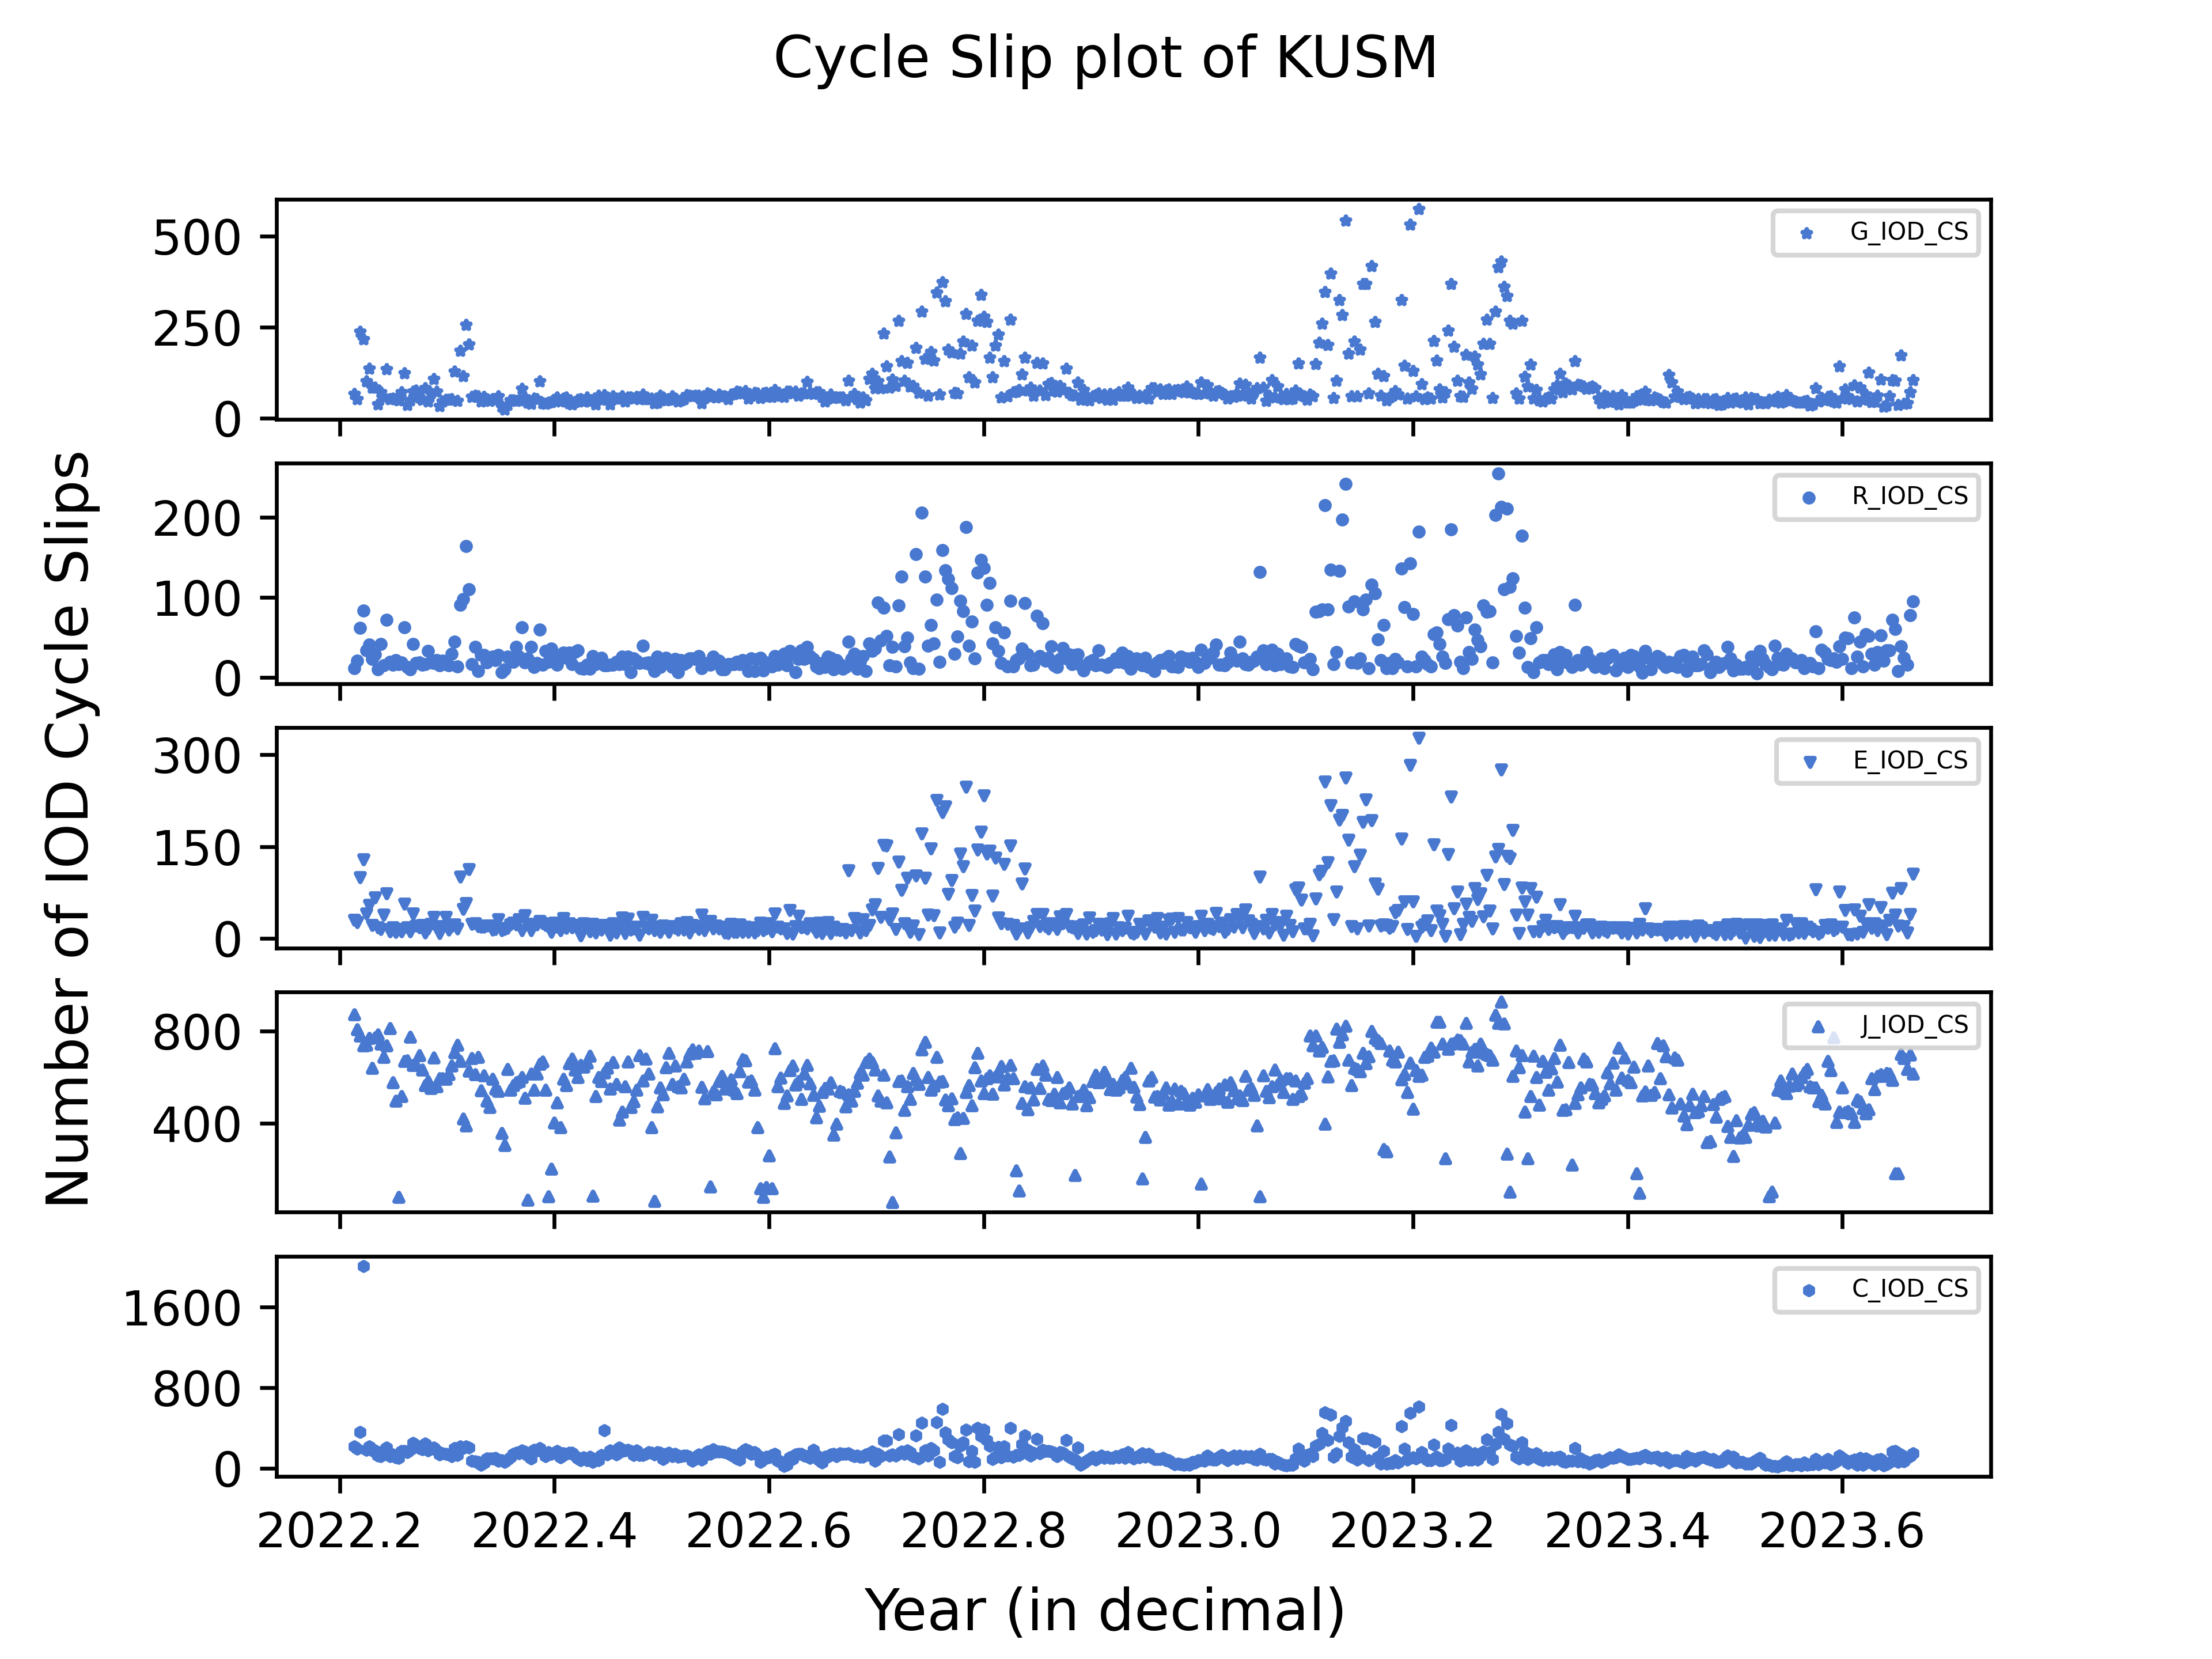 Cycle Slip plot of KUSM
Number of IOD Cycle Slips
500
250
0
G_IOD_CS
200
100
0
R_IOD_CS
300
150
0
E_IOD_CS
800
400
J_IOD_CS
1600
800
0
C_IOD_CS
2022.2 2022.4 2022.6 2022.8 2023.0 2023.2 2023.4 2023.6
Year (in decimal)